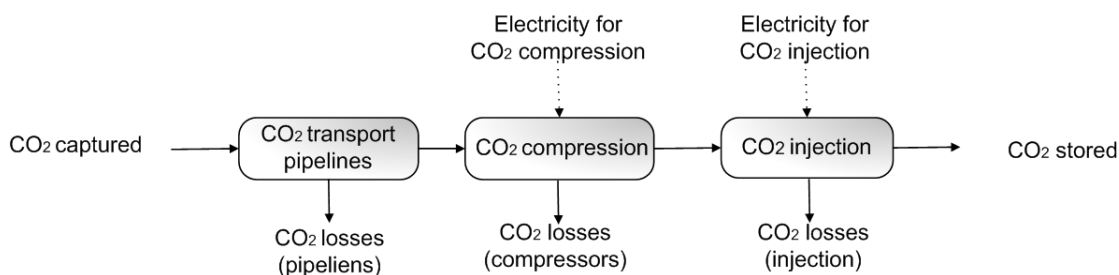 Electricity for
CO2 compression
Electricity for
CO2 injection
CO2 captured
CO2 transport
pipelines
CO2 compression
CO2 injection
CO2 stored
CO2 losses
(pipeliens)
CO2 losses
(compressors)
CO2 losses
(injection)